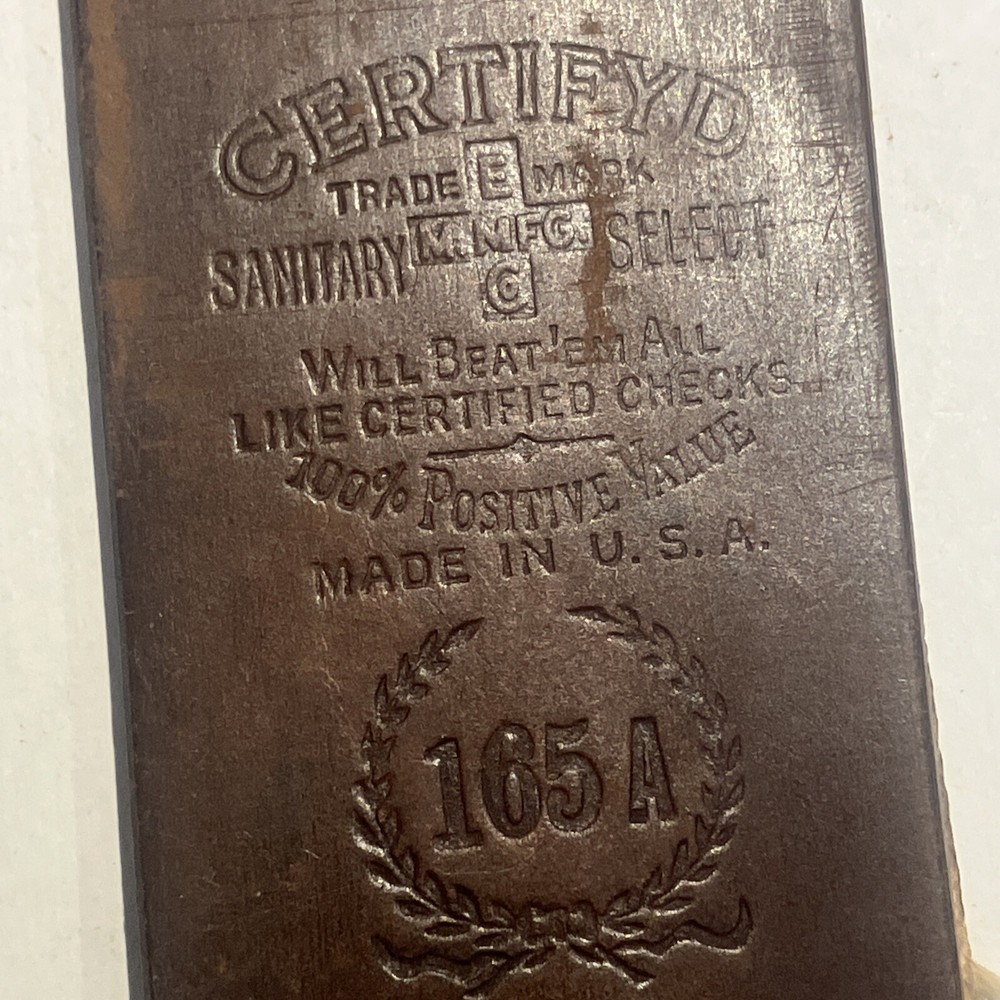 CERTIFYD
TRADE E MARK
SANITARY M.NFG. SELECT
C
WILL BEAT 'EM ALL
LIKE CERTIFIED CHECKS
100% POSITIVE VALUE
MADE IN U.S.A.
165 A